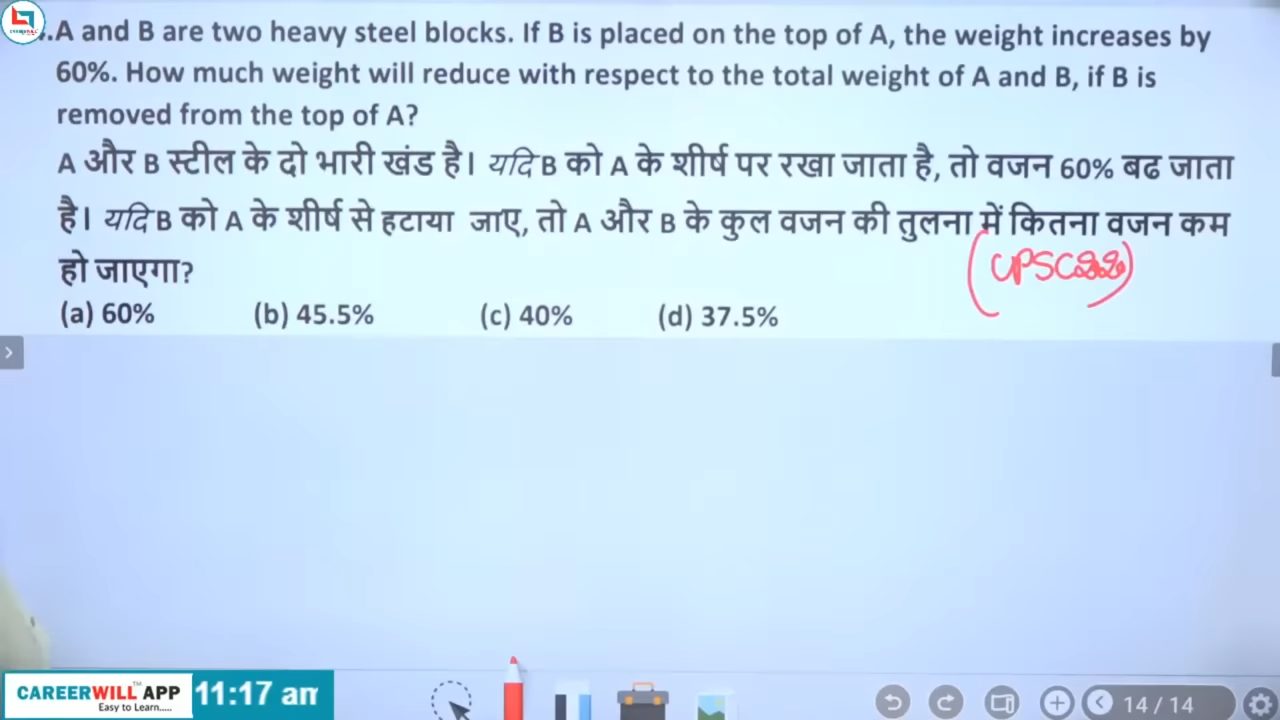 .A and B are two heavy steel blocks. If B is placed on the top of A, the weight increases by
60%. How much weight will reduce with respect to the total weight of A and B, if B is
removed from the top of A?
A और B स्टील के दो भारी खंड है। यदि B को A के शीर्ष पर रखा जाता है, तो वजन 60% बढ जाता
है। यदि B को A के शीर्ष से हटाया जाए, तो A और B के कुल वजन की तुलना में कितना वजन कम
हो जाएगा?
(UPSC)
(a) 60% (b) 45.5% (c) 40% (d) 37.5%
CAREERWILL APP
Easy to Learn.....
11:17 am
14 / 14